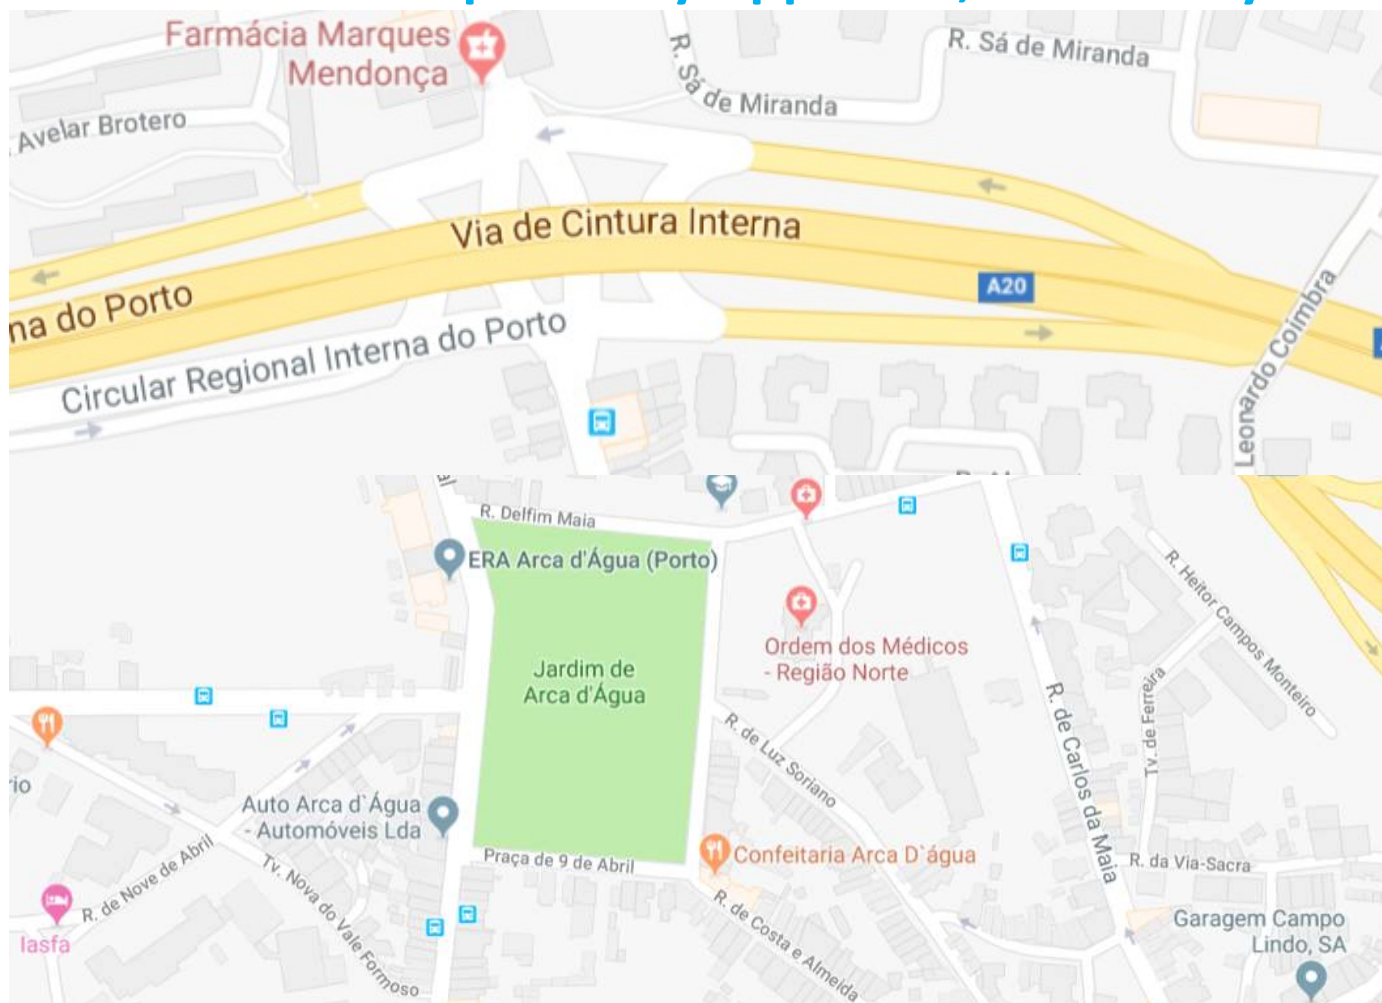 Farmácia Marques
Mendonça
R. Sá de Miranda
R. Sá de Miranda
Avelar Brotero
Via de Cintura Interna
A20
na do Porto
Circular Regional Interna do Porto
Leonardo Coimbra
R. Delfim Maia
ERA Arca d'Água (Porto)
Jardim de
Arca d'Água
Ordem dos Médicos
- Região Norte
R. Heitor Campos Monteiro
R. de Luz Soriano
R. de Carlos da Maia
Tv. de Ferreira
rio
Auto Arca d`Água
- Automóveis Lda
Praça de 9 de Abril
Confeitaria Arca D`água
R. da Via-Sacra
R. de Nove de Abril
Tv. Nova do Vale Formoso
R. de Costa e Almeida
Iasfa
Garagem Campo
Lindo, SA